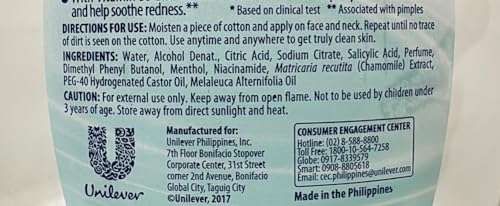 and help soothe redness.**
* Based on clinical test ** Associated with pimples
DIRECTIONS FOR USE: Moisten a piece of cotton and apply on face and neck. Repeat until no trace
of dirt is seen on the cotton. Use anytime and anywhere to get truly clean skin.
INGREDIENTS: Water, Alcohol Denat., Citric Acid, Sodium Citrate, Salicylic Acid, Perfume,
Dimethyl Phenyl Butanol, Menthol, Niacinamide, Matricaria recutita (Chamomile) Extract,
PEG-40 Hydrogenated Castor Oil, Melaleuca Alternifolia Oil
CAUTION: For external use only. Keep away from open flame. Not to be used by children under
3 years of age. Store away from direct sunlight and heat.
Unilever
Manufactured for:
Unilever Philippines, Inc.
7th Floor Bonifacio Stopover
Corporate Center, 31st Street
corner 2nd Avenue, Bonifacio
Global City, Taguig City
©Unilever, 2017
CONSUMER ENGAGEMENT CENTER
Hotline: (02) 8-588-8800
Toll Free: 1800-10-564-7258
Globe: 0917-8339579
Smart: 0908-8805618
Email: cec.philippines@unilever.com
Made in the Philippines